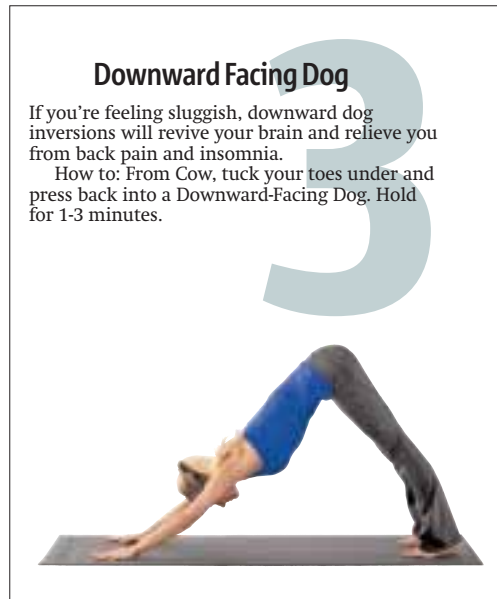 3
Downward Facing Dog
If you're feeling sluggish, downward dog
inversions will revive your brain and relieve you
from back pain and insomnia.
How to: From Cow, tuck your toes under and
press back into a Downward-Facing Dog. Hold
for 1-3 minutes.